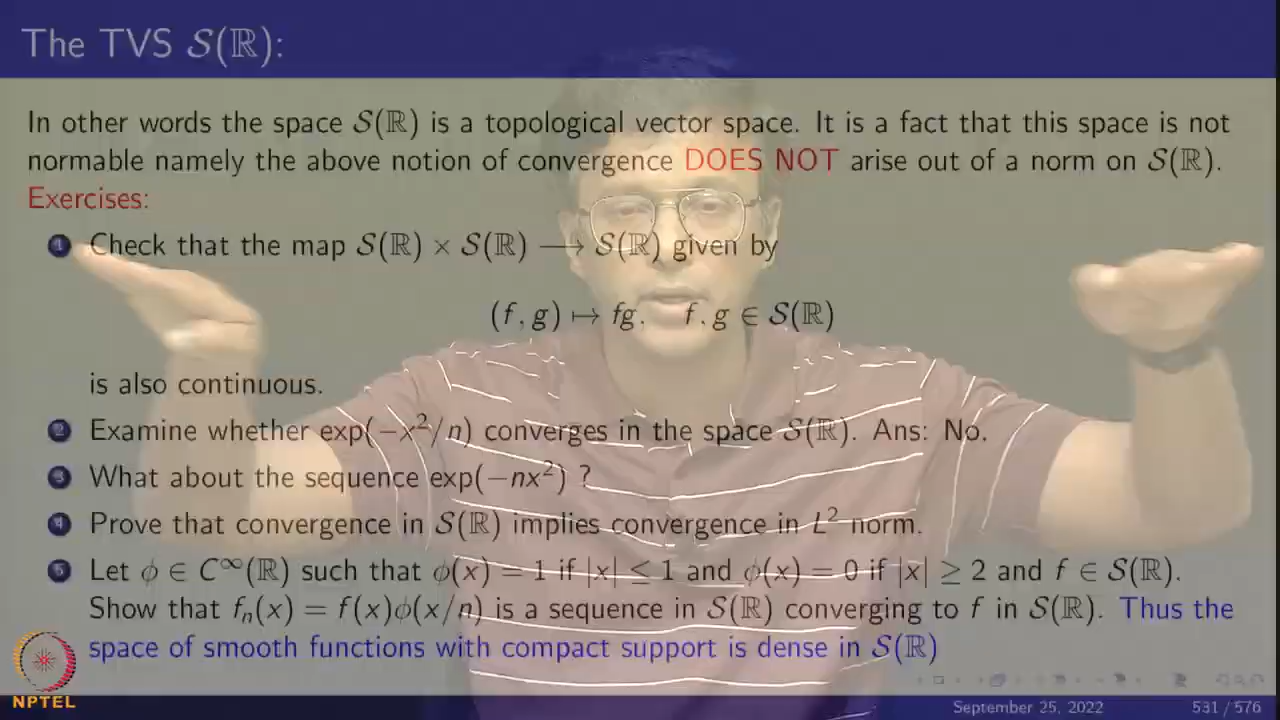 The TVS 𝒮(ℝ):
In other words the space 𝒮(ℝ) is a topological vector space. It is a fact that this space is not
normable namely the above notion of convergence DOES NOT arise out of a norm on 𝒮(ℝ).
Exercises:
1 Check that the map 𝒮(ℝ) × 𝒮(ℝ) ⟶ 𝒮(ℝ) given by
(f, g) ↦ fg. f, g ∈ 𝒮(ℝ)
is also continuous.
2 Examine whether exp(−x²/n) converges in the space 𝒮(ℝ). Ans: No.
3 What about the sequence exp(−nx²) ?
4 Prove that convergence in 𝒮(ℝ) implies convergence in L² norm.
5 Let ϕ ∈ C^∞(ℝ) such that ϕ(x) = 1 if |x| ≤ 1 and ϕ(x) = 0 if |x| ≥ 2 and f ∈ 𝒮(ℝ).
Show that fₙ(x) = f(x)ϕ(x/n) is a sequence in 𝒮(ℝ) converging to f in 𝒮(ℝ). Thus the
space of smooth functions with compact support is dense in 𝒮(ℝ)
NPTEL
September 25, 2022 531 / 576